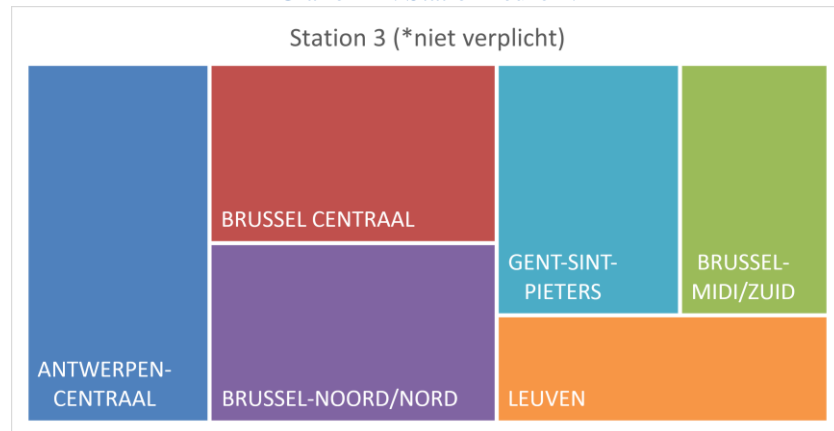 Station 3 (*niet verplicht)
ANTWERPEN-
CENTRAAL
BRUSSEL CENTRAAL
BRUSSEL-NOORD/NORD
GENT-SINT-
PIETERS
BRUSSEL-
MIDI/ZUID
LEUVEN